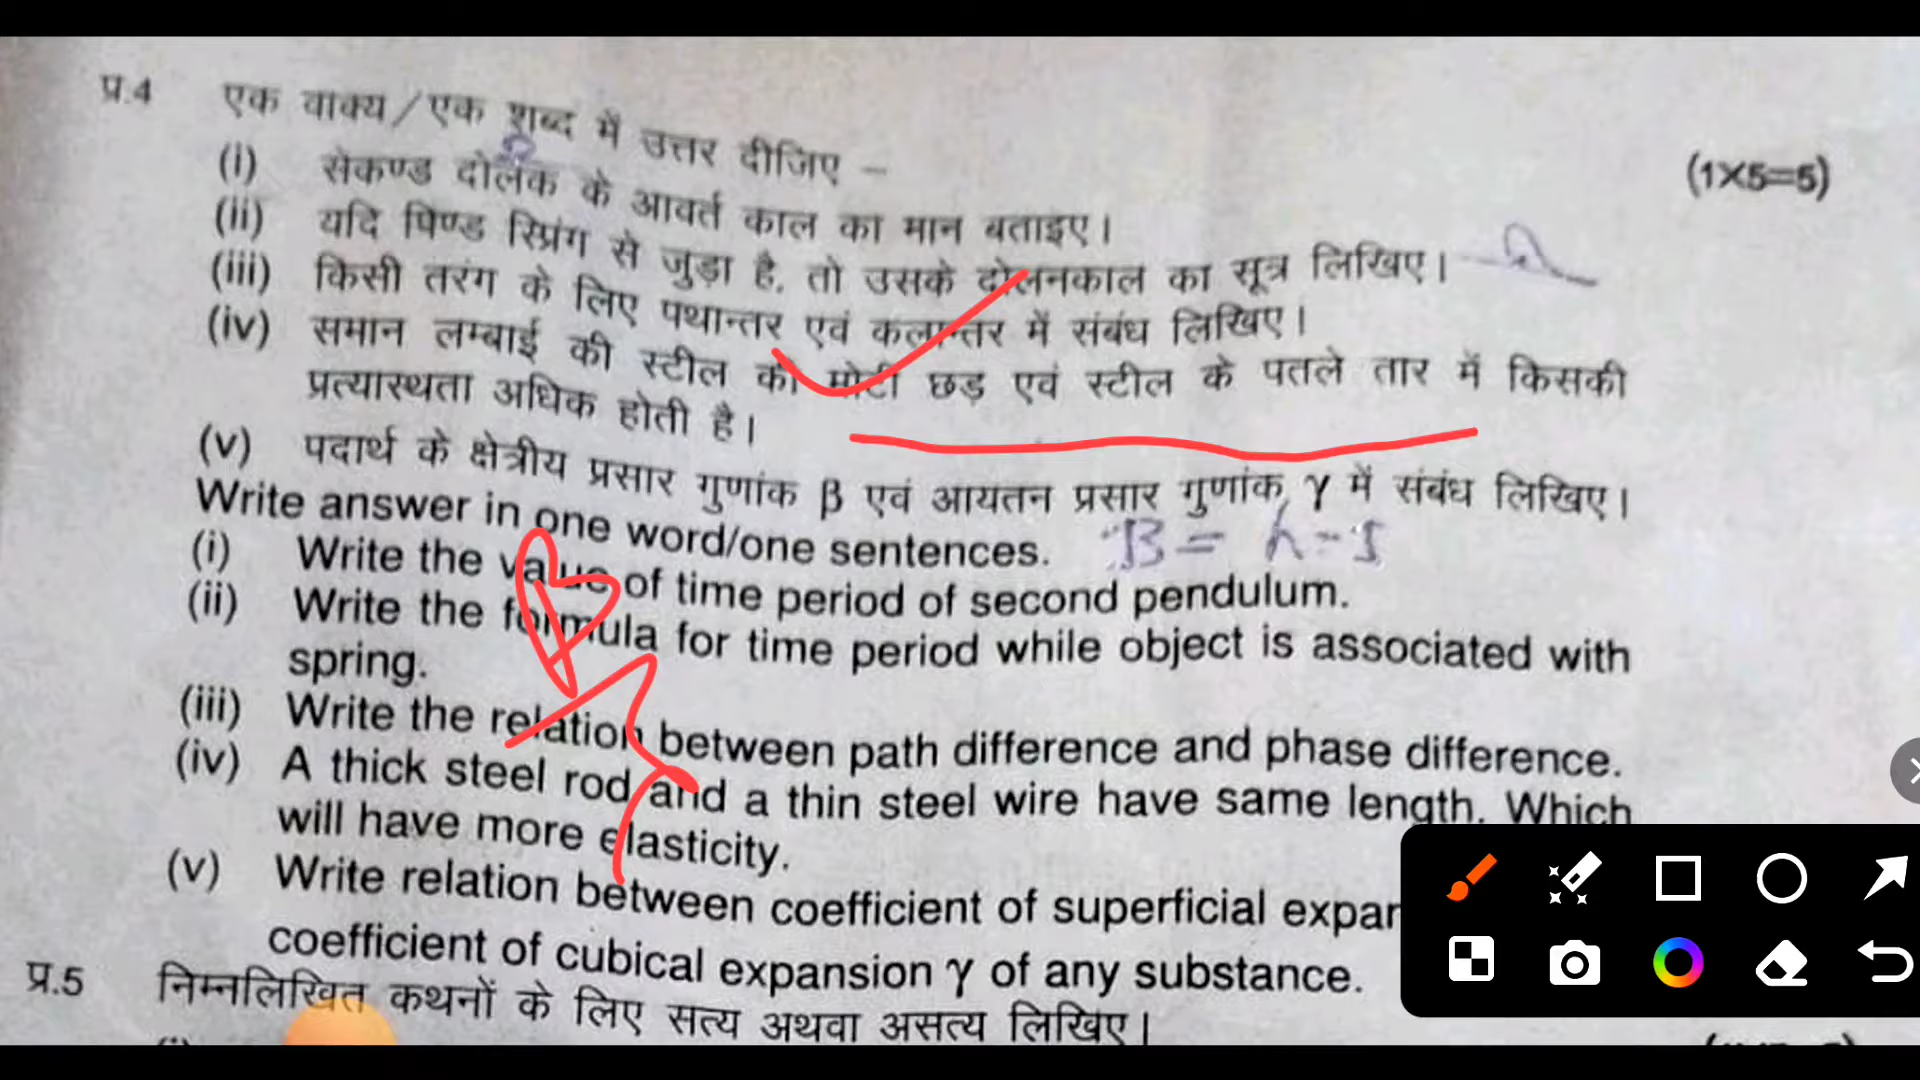 प्र.4 एक वाक्य/एक शब्द में उत्तर दीजिए – (1X5=5)
(i) सेकण्ड दोलक के आवर्त काल का मान बताइए।
(ii) यदि पिण्ड स्प्रिंग से जुड़ा है, तो उसके दोलनकाल का सूत्र लिखिए।
(iii) किसी तरंग के लिए पथान्तर एवं कलान्तर में संबंध लिखिए।
(iv) समान लम्बाई की स्टील की मोटी छड़ एवं स्टील के पतले तार में किसकी
प्रत्यास्थता अधिक होती है।
(v) पदार्थ के क्षेत्रीय प्रसार गुणांक β एवं आयतन प्रसार गुणांक γ में संबंध लिखिए।
Write answer in one word/one sentences.
(i) Write the value of time period of second pendulum.
(ii) Write the formula for time period while object is associated with
spring.
(iii) Write the relation between path difference and phase difference.
(iv) A thick steel rod and a thin steel wire have same length. Which
will have more elasticity.
(v) Write relation between coefficient of superficial expan
coefficient of cubical expansion γ of any substance.
प्र.5 निम्नलिखित कथनों के लिए सत्य अथवा असत्य लिखिए।